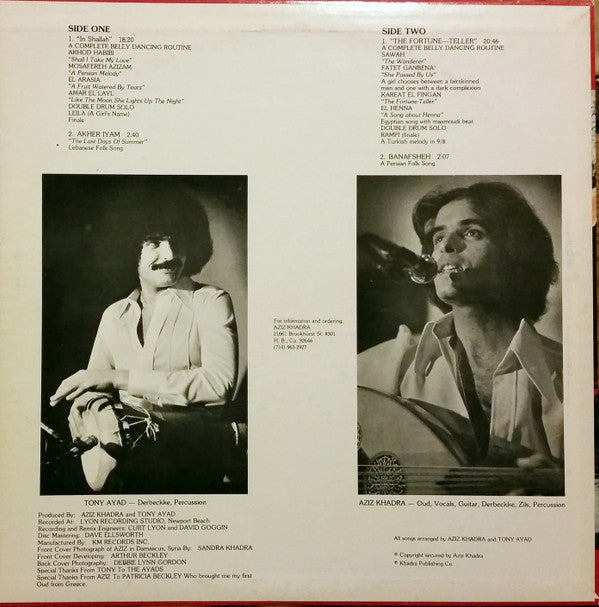 SIDE ONE
1. "In Shallah" 18:20
A COMPLETE BELLY DANCING ROUTINE
AKHOD HABIBI
"Shall I Take My Love"
MOSAFEREH AZIZAM
"A Persian Melody"
EL ARASIA
"A Fruit Watered By Tears"
AMAR EL LAYL
"Like The Moon She Lights Up The Night"
DOUBLE DRUM SOLO
LEILA (A Girl's Name)
Finale
2. AKHER IYAM 2:40
"The Last Days Of Summer"
Lebanese Folk Song
SIDE TWO
1. "THE FORTUNE—TELLER" 20:46
A COMPLETE BELLY DANCING ROUTINE
SAWAH
"The Wanderer"
FATET GANBENA
"She Passed By Us"
A girl chooses between a fairskinned
man and one with a dark complexion
KAREAT EL FINGAN
"The Fortune-Teller"
EL HENNA
"A Song about Henna"
Egyptian song with masmoudi beat
DOUBLE DRUM SOLO
RAMPI (finale)
A Turkish melody in 9/8.
2. BANAFSHEH 2:07
A Persian Folk Song
For information and ordering
AZIZ KHADRA
21661 Brookhurst St. #301
H. B., Ca. 92646
(714) 963-2927
TONY AYAD — Derbeckke, Percussion
AZIZ KHADRA — Oud, Vocals, Guitar, Derbeckke, Zils, Percussion
Produced By: AZIZ KHADRA and TONY AYAD
Recorded At: LYON RECORDING STUDIO, Newport Beach
Recording and Remix Engineers: CURT LYON and DAVID GOGGIN
Disc Mastering: DAVE ELLSWORTH
Manufactured By: KM RECORDS INC.
Front Cover Photograph of AZIZ in Damascus, Syria By: SANDRA KHADRA
Front Cover Developing: ARTHUR BECKLEY
Back Cover Photography: DEBBIE LYNN GORDON
Special Thanks From TONY To THE AYADS
Special Thanks From AZIZ To PATRICIA BECKLEY Who brought me my first
Oud from Greece.
All songs arranged by AZIZ KHADRA and TONY AYAD
© Copyright secured by Aziz Khadra
℗ Khadra Publishing Co.